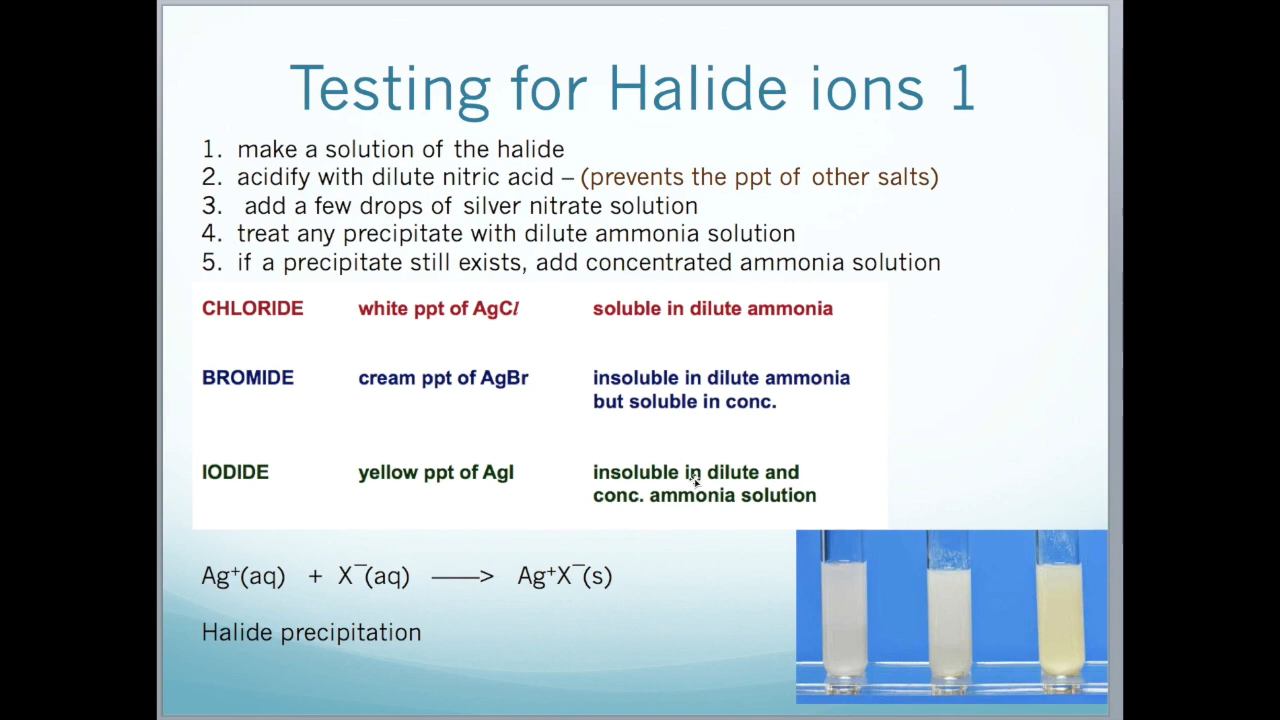 Testing for Halide ions 1
1. make a solution of the halide
2. acidify with dilute nitric acid – (prevents the ppt of other salts)
3. add a few drops of silver nitrate solution
4. treat any precipitate with dilute ammonia solution
5. if a precipitate still exists, add concentrated ammonia solution
CHLORIDE white ppt of AgCl soluble in dilute ammonia
BROMIDE cream ppt of AgBr insoluble in dilute ammonia
but soluble in conc.
IODIDE yellow ppt of AgI insoluble in dilute and
conc. ammonia solution
Ag⁺(aq) + X⁻(aq) ——> Ag⁺X⁻(s)
Halide precipitation